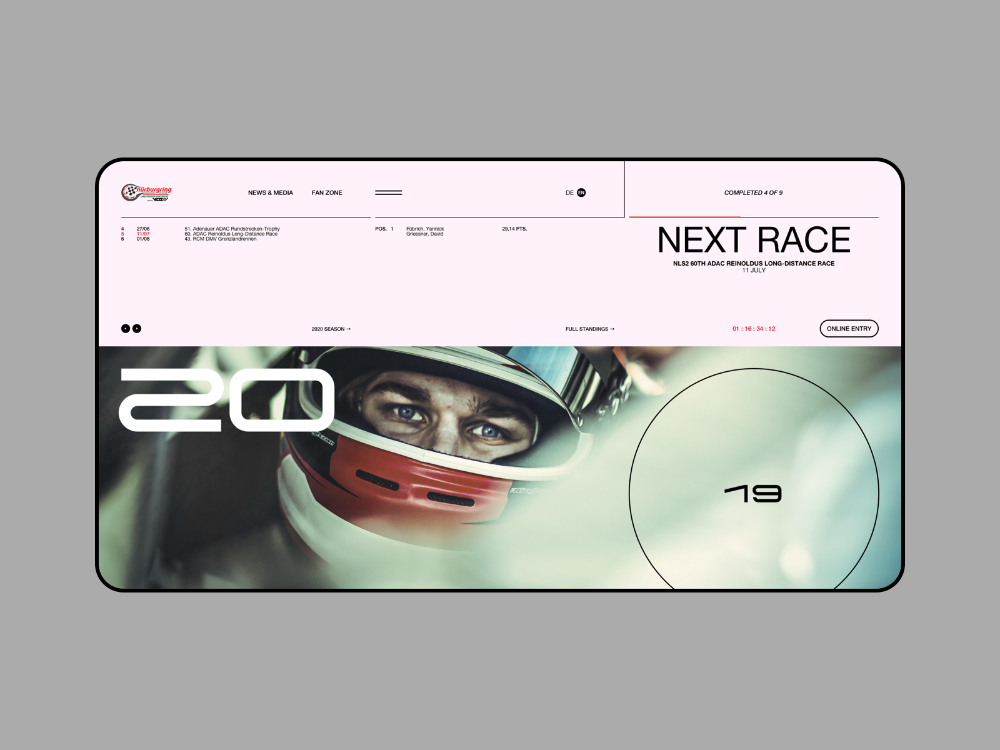 nürburgring
NEWS & MEDIA
FAN ZONE
DE EN
COMPLETED 4 OF 9
4 27/06 51. Adenauer ADAC Rundstrecken-Trophy
5 11/07 60. ADAC Reinoldus Long-Distance Race
6 01/08 43. RCM DMV Grenzlandrennen
POS. 1 Fübrich, Yannick 29,14 PTS.
Griessner, David
NEXT RACE
NLS2 60TH ADAC REINOLDUS LONG-DISTANCE RACE
11 JULY
2020 SEASON →
FULL STANDINGS →
01 : 16 : 34 : 12
ONLINE ENTRY
20
19